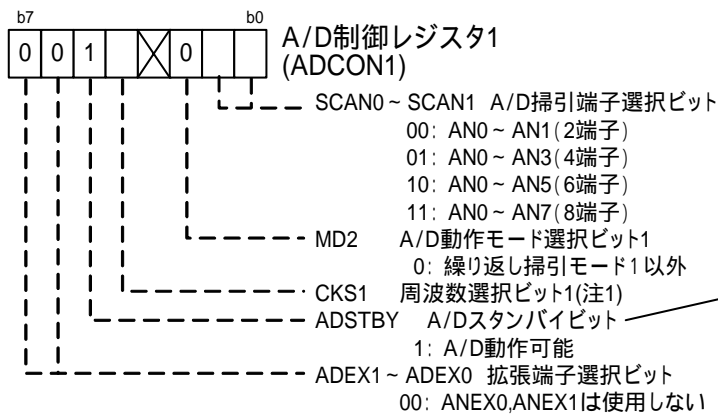 b7 b0
0 0 1 0
A/D制御レジスタ1
(ADCON1)
SCAN0~SCAN1 A/D掃引端子選択ビット
00: AN0~AN1(2端子)
01: AN0~AN3(4端子)
10: AN0~AN5(6端子)
11: AN0~AN7(8端子)
MD2 A/D動作モード選択ビット1
0: 繰り返し掃引モード1以外
CKS1 周波数選択ビット1(注1)
ADSTBY A/Dスタンバイビット
1: A/D動作可能
ADEX1~ADEX0 拡張端子選択ビット
00: ANEX0,ANEX1は使用しない